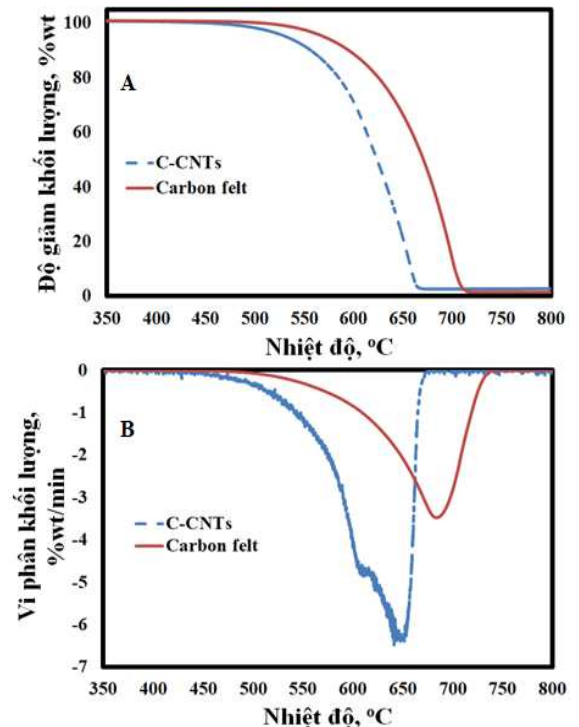 100
80
60
40
20
0
Độ giảm khối lượng, %wt
A
C-CNTs
Carbon felt
350 400 450 500 550 600 650 700 750 800
Nhiệt độ, °C
0
-1
-2
-3
-4
-5
-6
-7
Vi phân khối lượng,
%wt/min
B
C-CNTs
Carbon felt
350 400 450 500 550 600 650 700 750 800
Nhiệt độ, °C